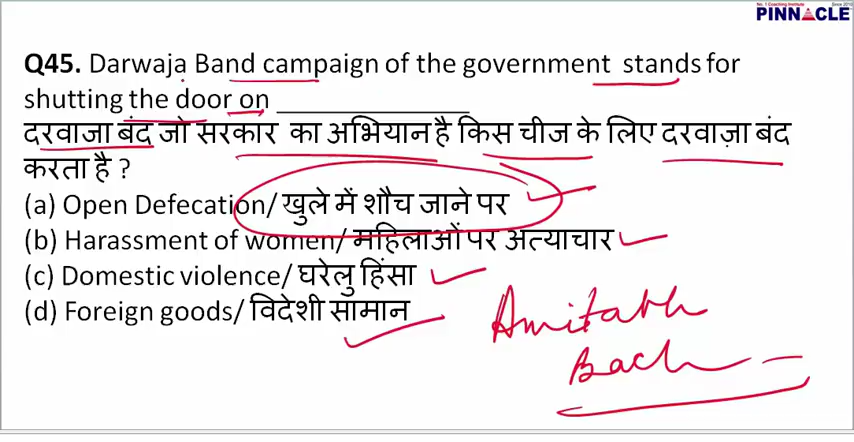 No. 1 Coaching Institute Since 2010
PINNACLE
Q45. Darwaja Band campaign of the government stands for
shutting the door on _______________
दरवाजा बंद जो सरकार का अभियान है किस चीज के लिए दरवाज़ा बंद
करता है ?
(a) Open Defecation/ खुले में शौच जाने पर
(b) Harassment of women/ महिलाओं पर अत्याचार
(c) Domestic violence/ घरेलु हिंसा
(d) Foreign goods/ विदेशी सामान
Amitabh
Bach